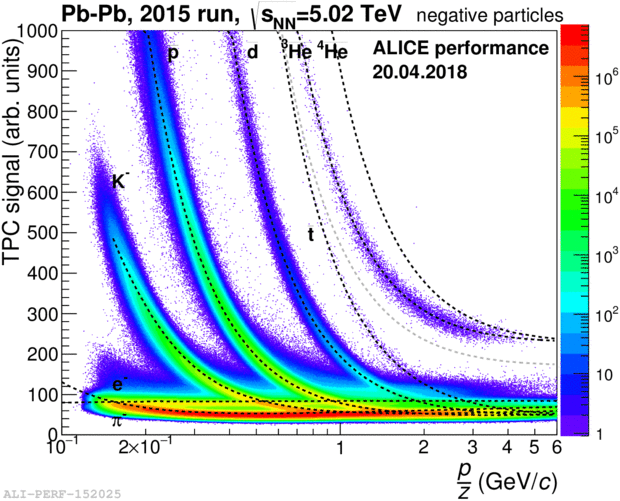 Pb-Pb, 2015 run, √sNN=5.02 TeV negative particles
ALICE performance
20.04.2018
p d 3He 4He
K-
t
e-
π-
TPC signal (arb. units)
1000
900
800
700
600
500
400
300
200
100
0
10-1 2×10-1 1 2 3 4 5 6
p/z (GeV/c)
106
105
104
103
102
10
1
ALI-PERF-152025